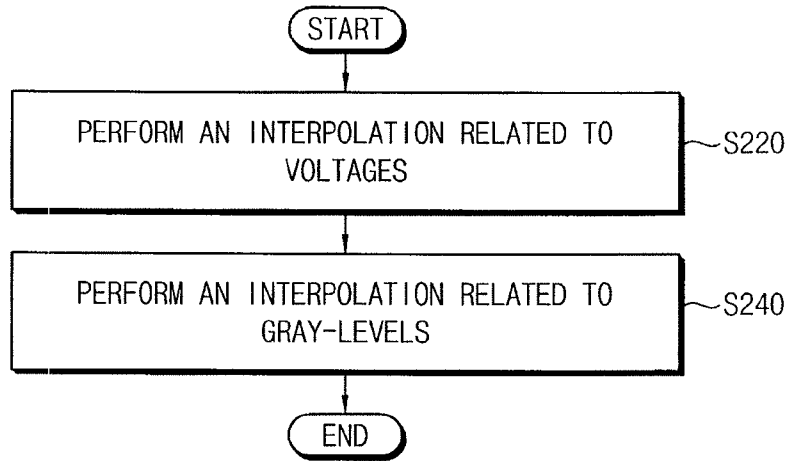 START
PERFORM AN INTERPOLATION RELATED TO
VOLTAGES
S220
PERFORM AN INTERPOLATION RELATED TO
GRAY-LEVELS
S240
END